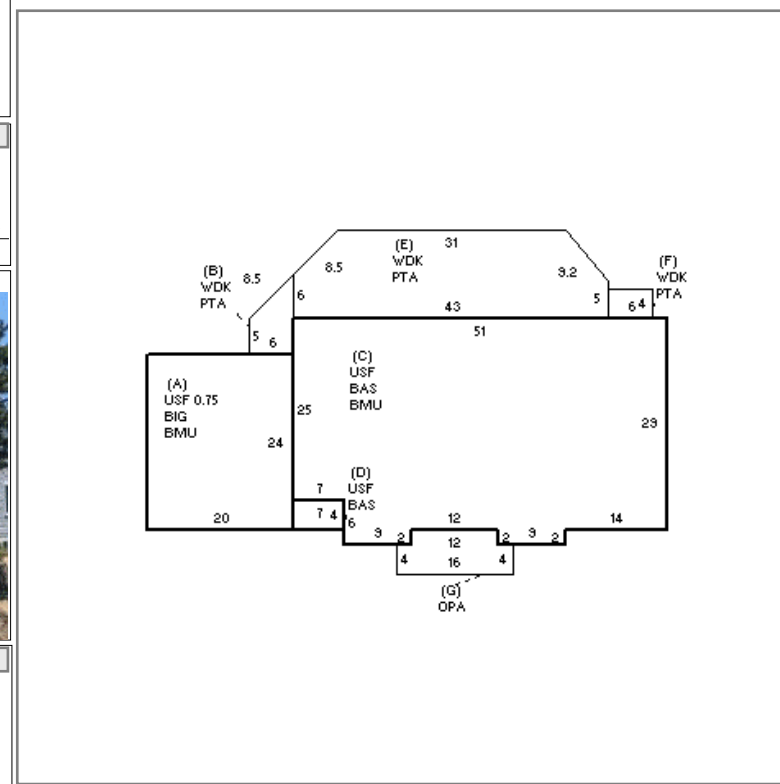 31
(E)
WDK
PTA
(B)
WDK
PTA
8.5
8.5
9.2
(F)
WDK
PTA
6
5
6 4
43
5
6
51
(A)
USF 0.75
BIG
BMU
(C)
USF
BAS
BMU
25
29
24
(D)
USF
BAS
7
7 4
6
20
9
2
12
2
9
2
14
12
4
16
4
(G)
OPA